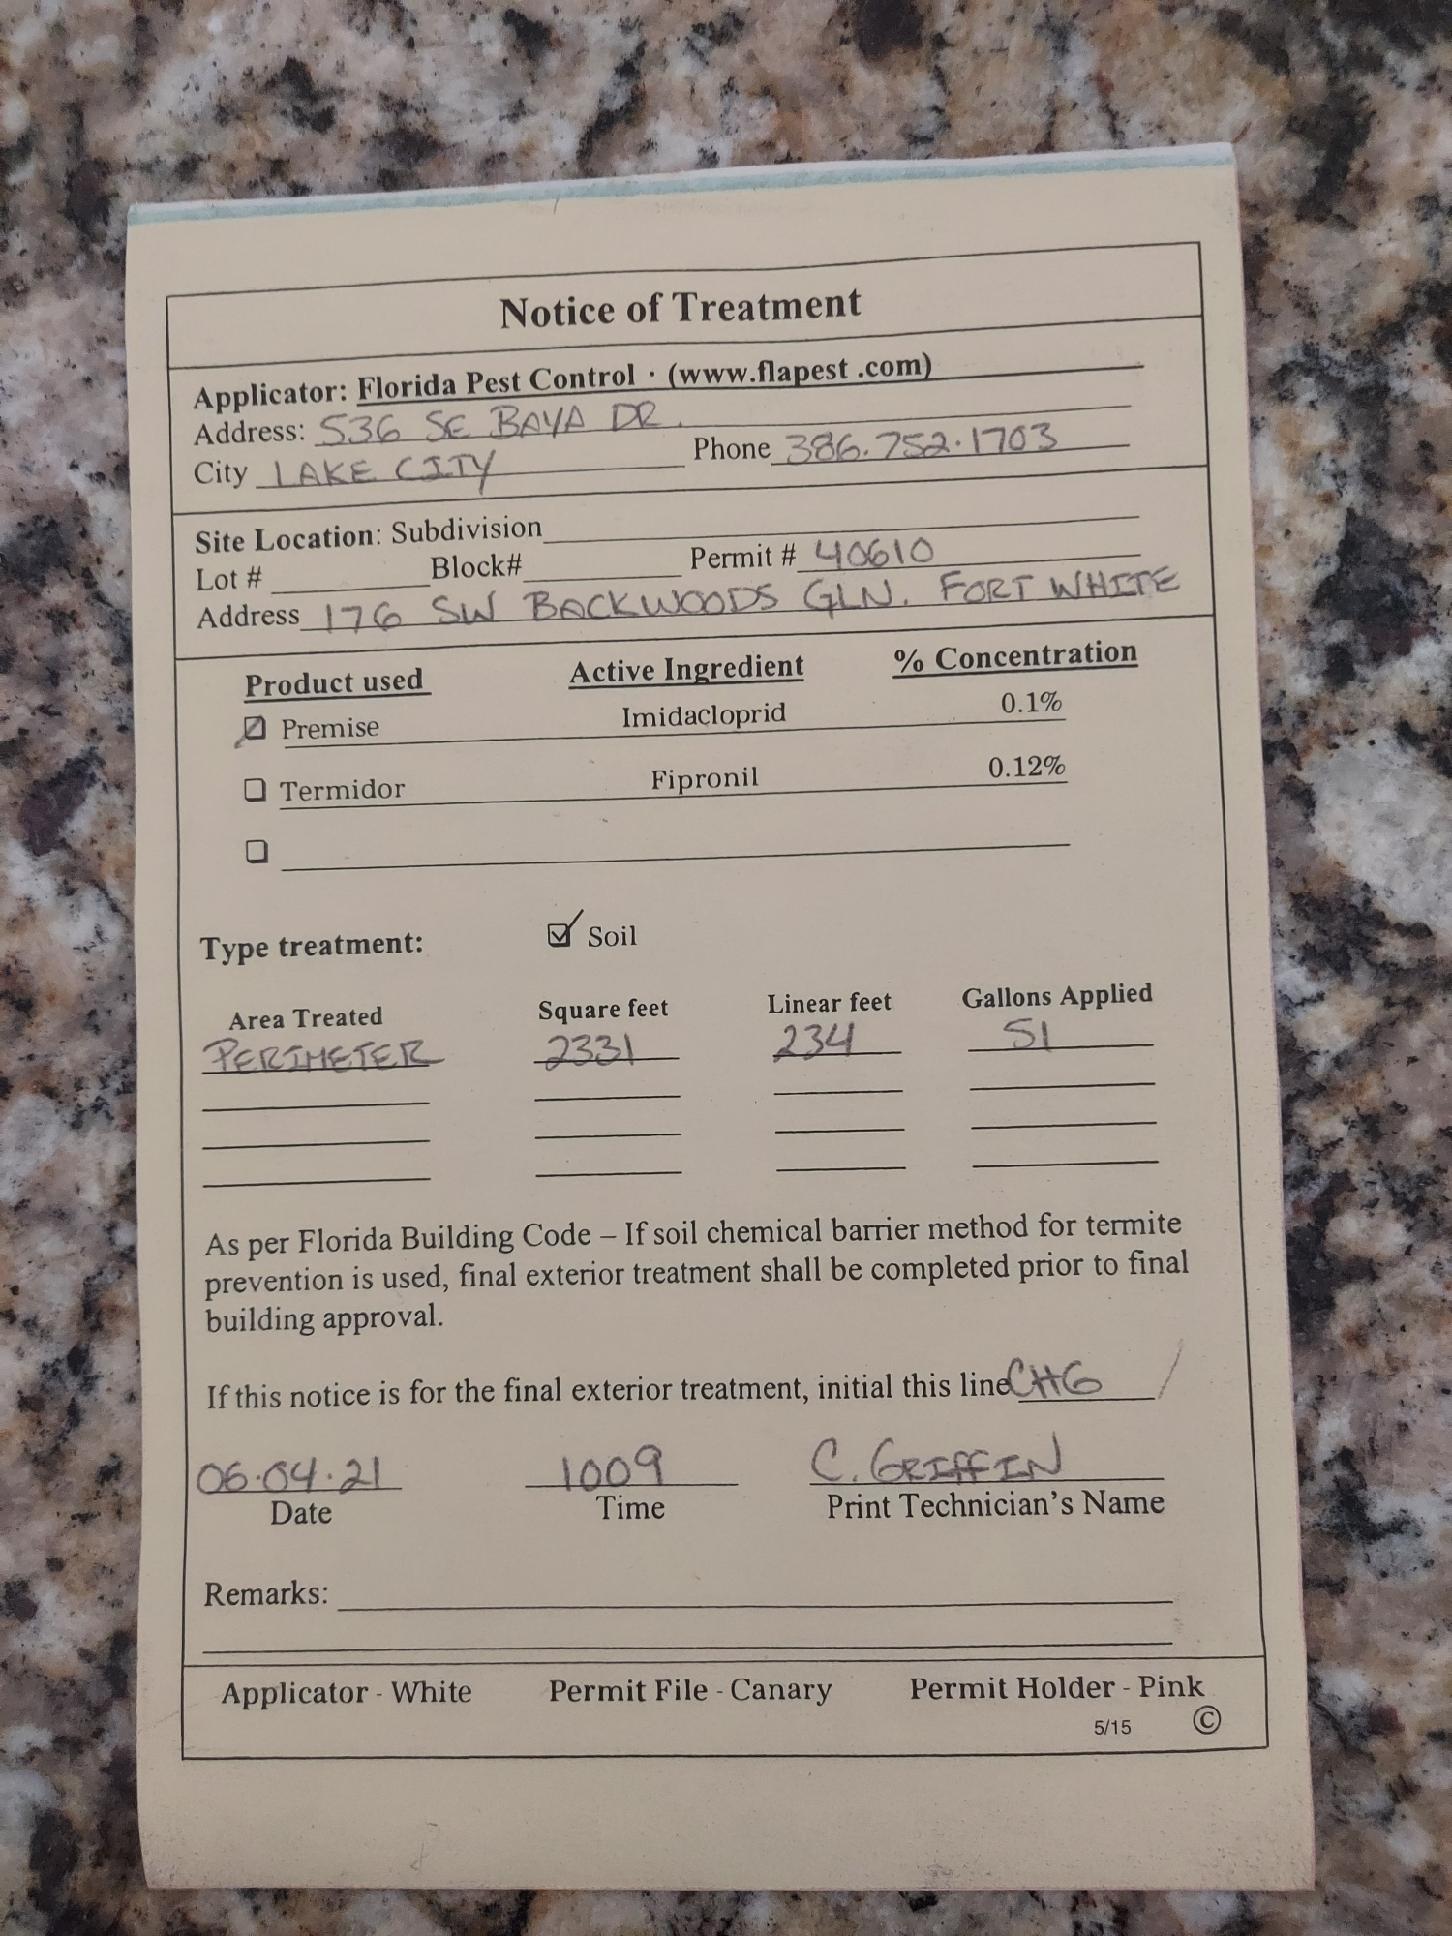 Notice of Treatment
Applicator: Florida Pest Control · (www.flapest .com)
Address: 536 SE BAYA DR.
City LAKE CITY Phone 386.752.1703
Site Location: Subdivision
Lot # Block# Permit # 40610
Address 176 SW BACKWOODS GLN. FORT WHITE
Product used Active Ingredient % Concentration
Premise Imidacloprid 0.1%
Termidor Fipronil 0.12%
Type treatment: Soil
Area Treated Square feet Linear feet Gallons Applied
PERIMETER 2331 234 51
As per Florida Building Code – If soil chemical barrier method for termite
prevention is used, final exterior treatment shall be completed prior to final
building approval.
If this notice is for the final exterior treatment, initial this line CHG
06.04.21 1009 C. GRIFFIN
Date Time Print Technician's Name
Remarks:
Applicator - White Permit File - Canary Permit Holder - Pink
5/15 ©